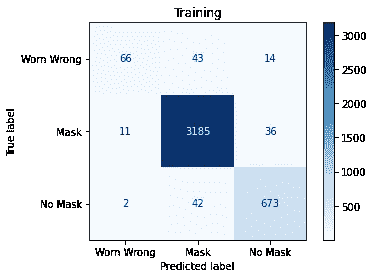 Training
Worn Wrong 66 43 14
Mask 11 3185 36
No Mask 2 42 673
Worn Wrong Mask No Mask
Predicted label
True label
3000
2500
2000
1500
1000
500